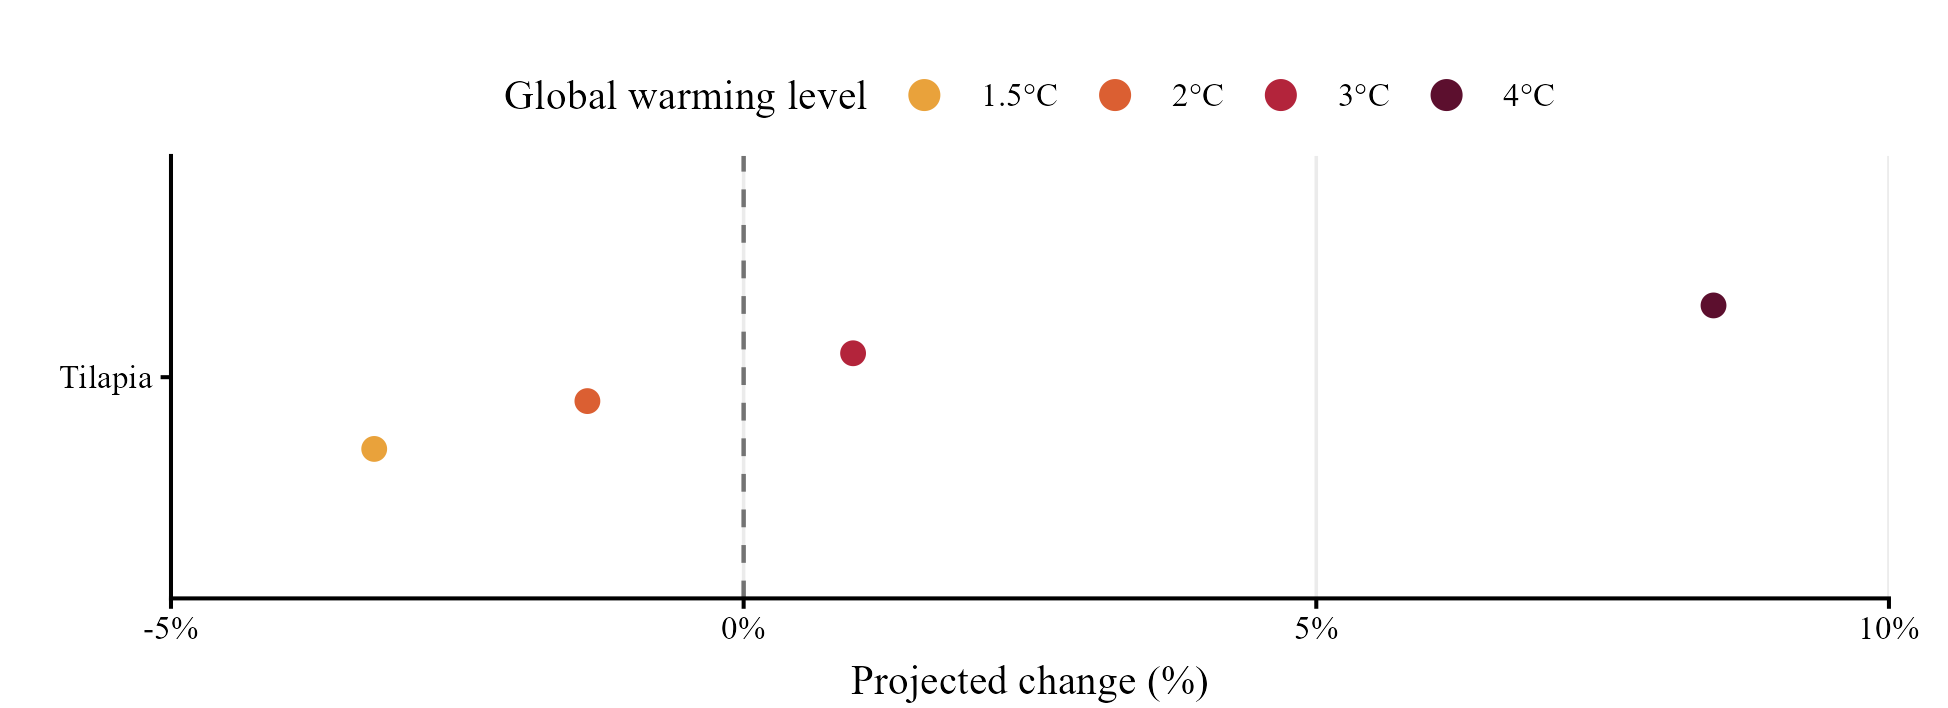 Global warming level 1.5°C 2°C 3°C 4°C
Tilapia
-5% 0% 5% 10%
Projected change (%)